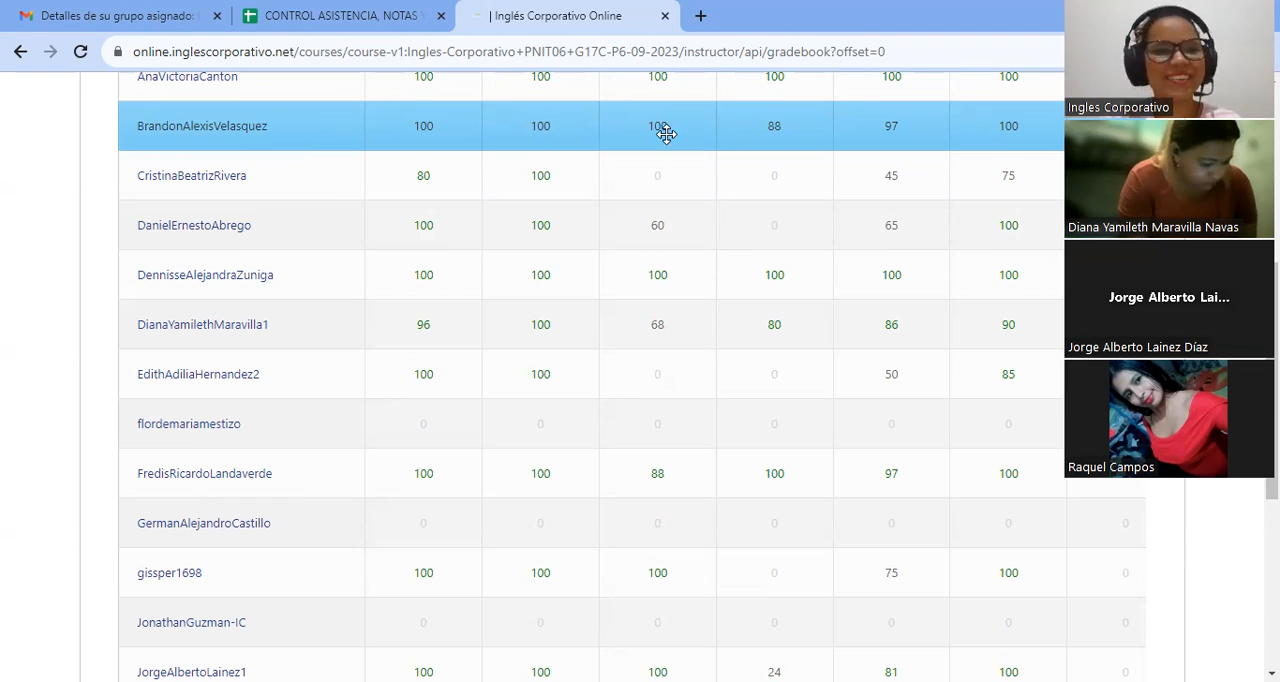 Detalles de su grupo asignado:
CONTROL ASISTENCIA, NOTAS Y
| Inglés Corporativo Online
online.inglescorporativo.net/courses/course-v1:Ingles-Corporativo+PNIT06+G17C-P6-09-2023/instructor/api/gradebook?offset=0
AnaVictoriaCanton 100 100 100 100 100 100
BrandonAlexisVelasquez 100 100 100 88 97 100
CristinaBeatrizRivera 80 100 0 0 45 75
DanielErnestoAbrego 100 100 60 0 65 100
DennisseAlejandraZuniga 100 100 100 100 100 100
DianaYamilethMaravilla1 96 100 68 80 86 90
EdithAdiliaHernandez2 100 100 0 0 50 85
flordemariamestizo 0 0 0 0 0 0
FredisRicardoLandaverde 100 100 88 100 97 100
GermanAlejandroCastillo 0 0 0 0 0 0 0
gissper1698 100 100 100 0 75 100 0
JonathanGuzman-IC 0 0 0 0 0 0 0
JorgeAlbertoLainez1 100 100 100 24 81 100 0
Ingles Corporativo
Diana Yamileth Maravilla Navas
Jorge Alberto Lai...
Jorge Alberto Lainez Díaz
Raquel Campos